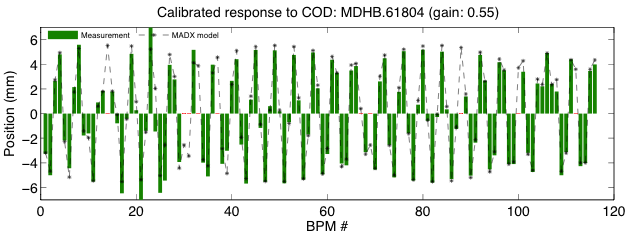 Calibrated response to COD: MDHB.61804 (gain: 0.55)
Measurement
MADX model
Position (mm)
6
4
2
0
−2
−4
−6
0 20 40 60 80 100 120
BPM #